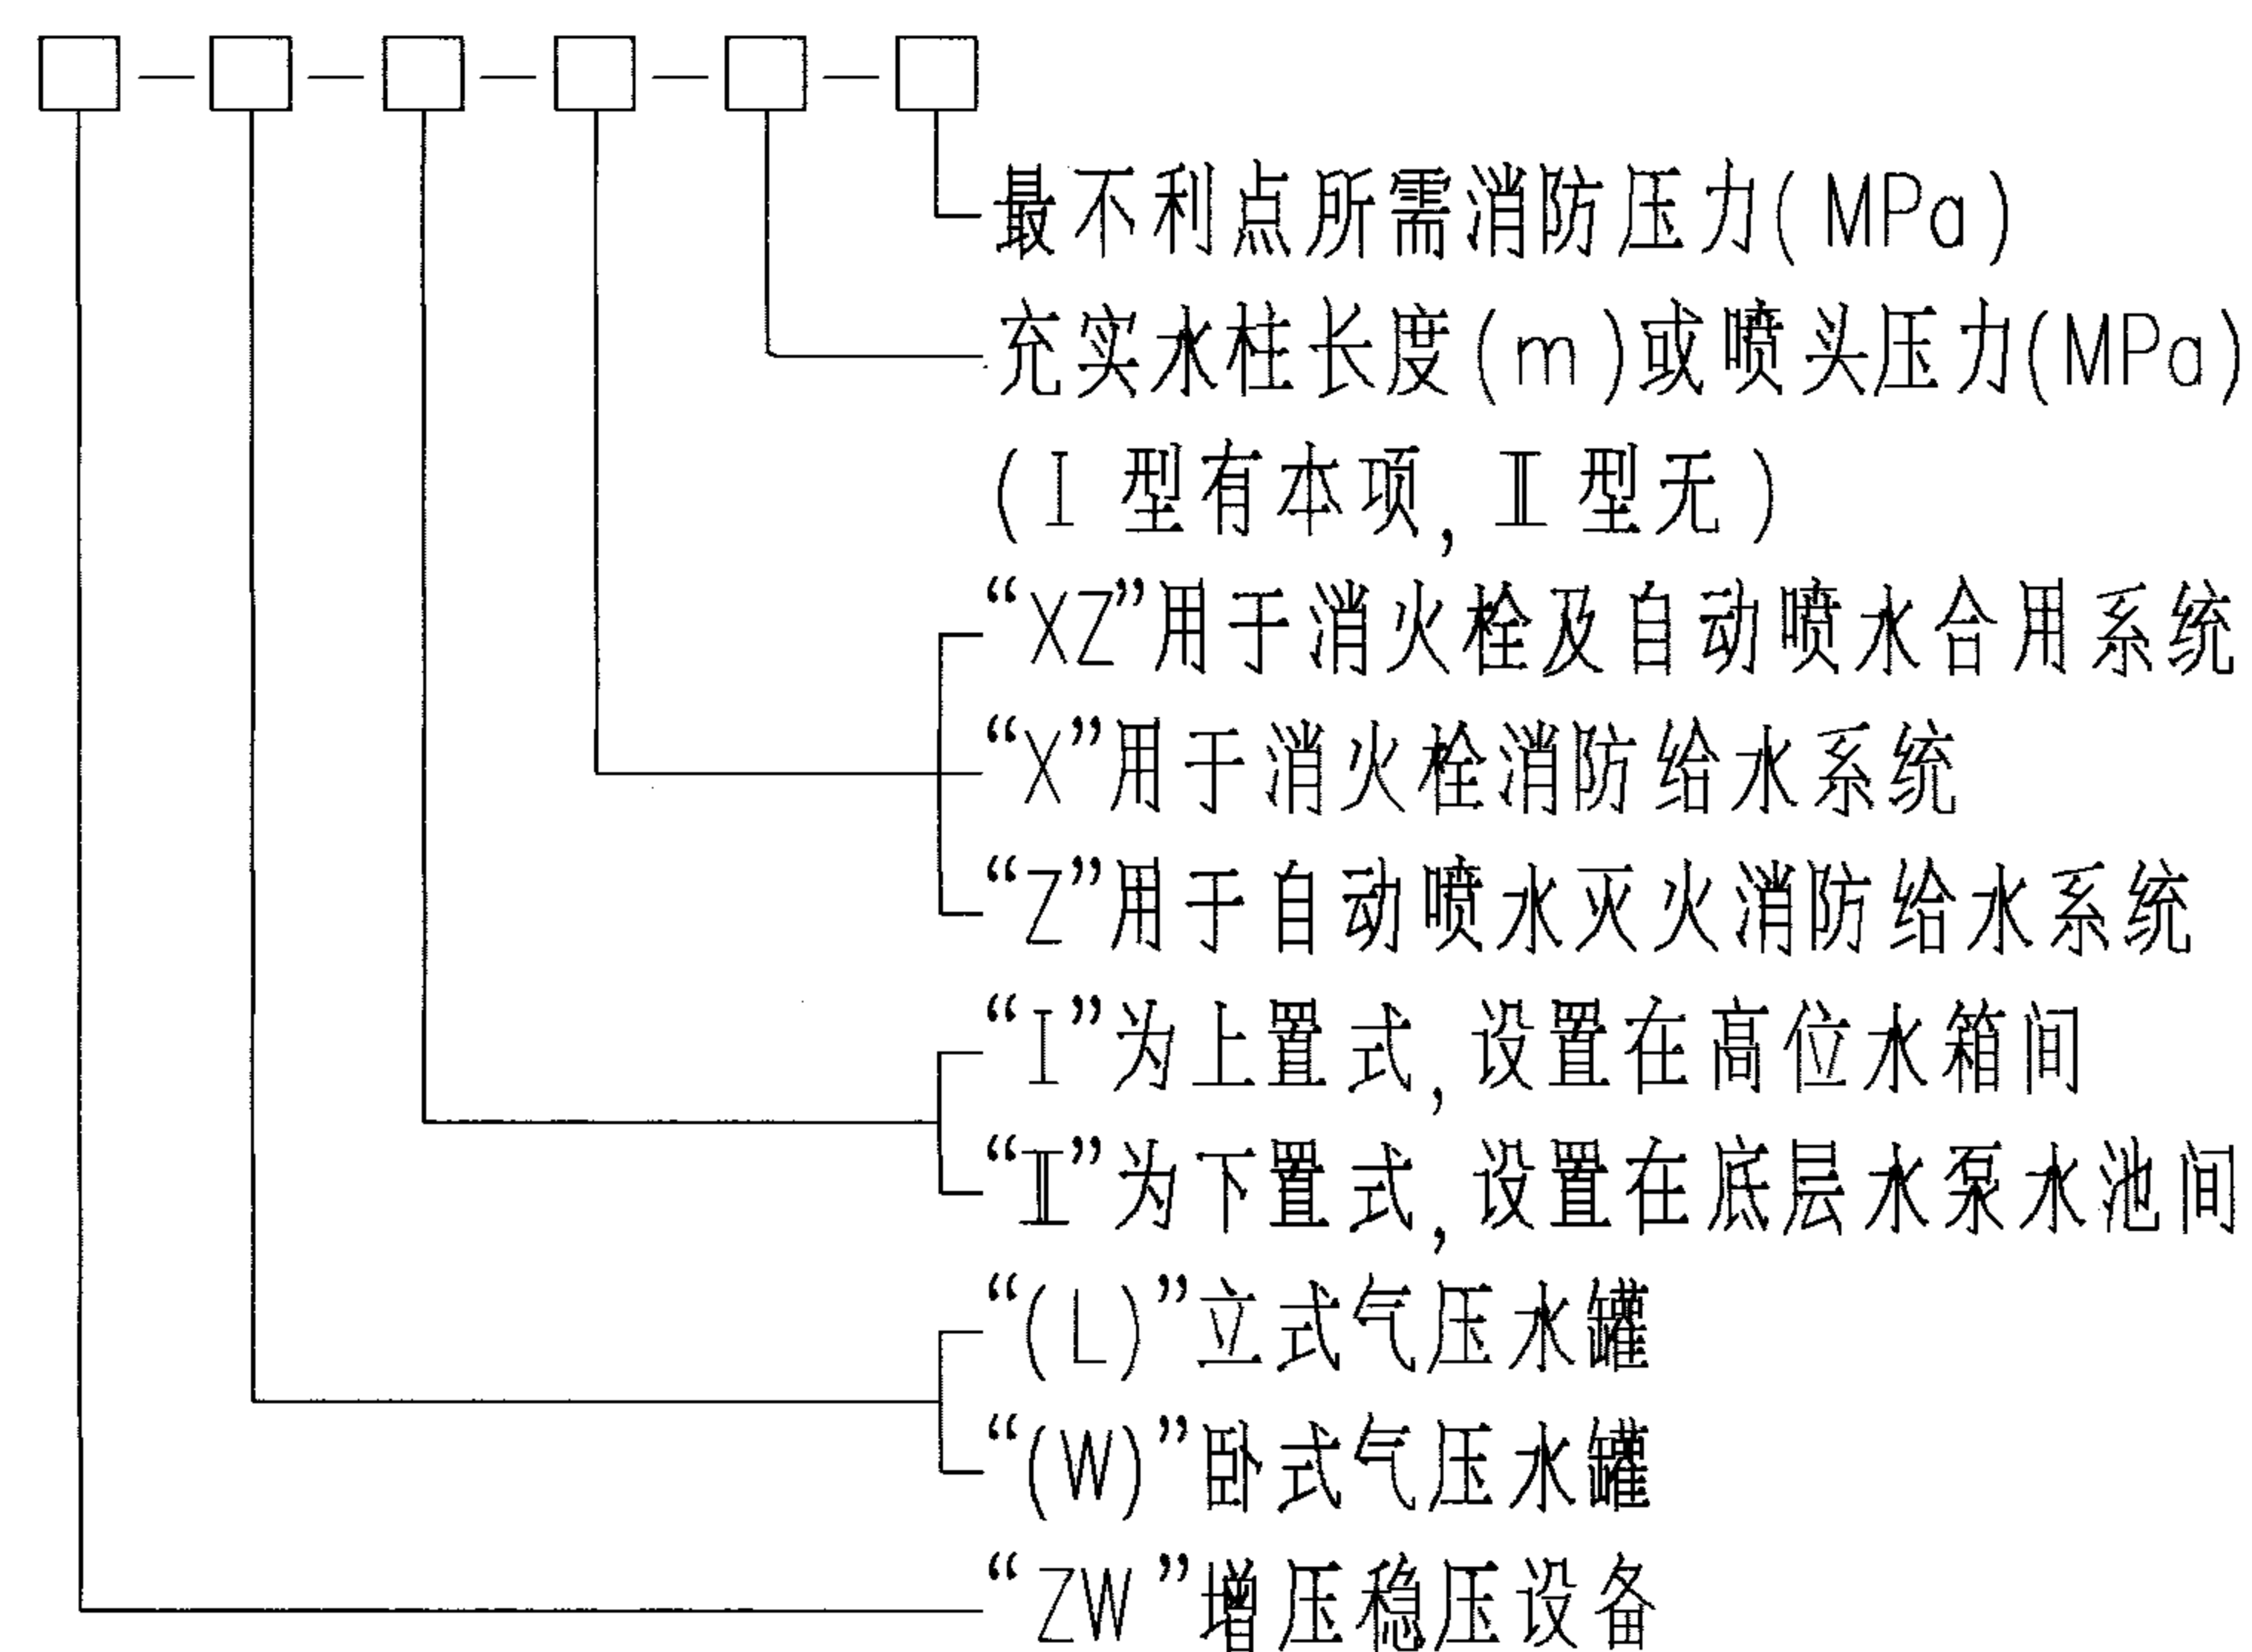 □—□—□—□—□—□
最不利点所需消防压力(MPa)
充实水柱长度(m)或喷头压力(MPa)
(Ⅰ型有本项,Ⅱ型无)
“XZ”用于消火栓及自动喷水合用系统
“X”用于消火栓消防给水系统
“Z”用于自动喷水灭火消防给水系统
“Ⅰ”为上置式,设置在高位水箱间
“Ⅱ”为下置式,设置在底层水泵水池间
“(L)”立式气压水罐
“(W)”卧式气压水罐
“ZW”增压稳压设备